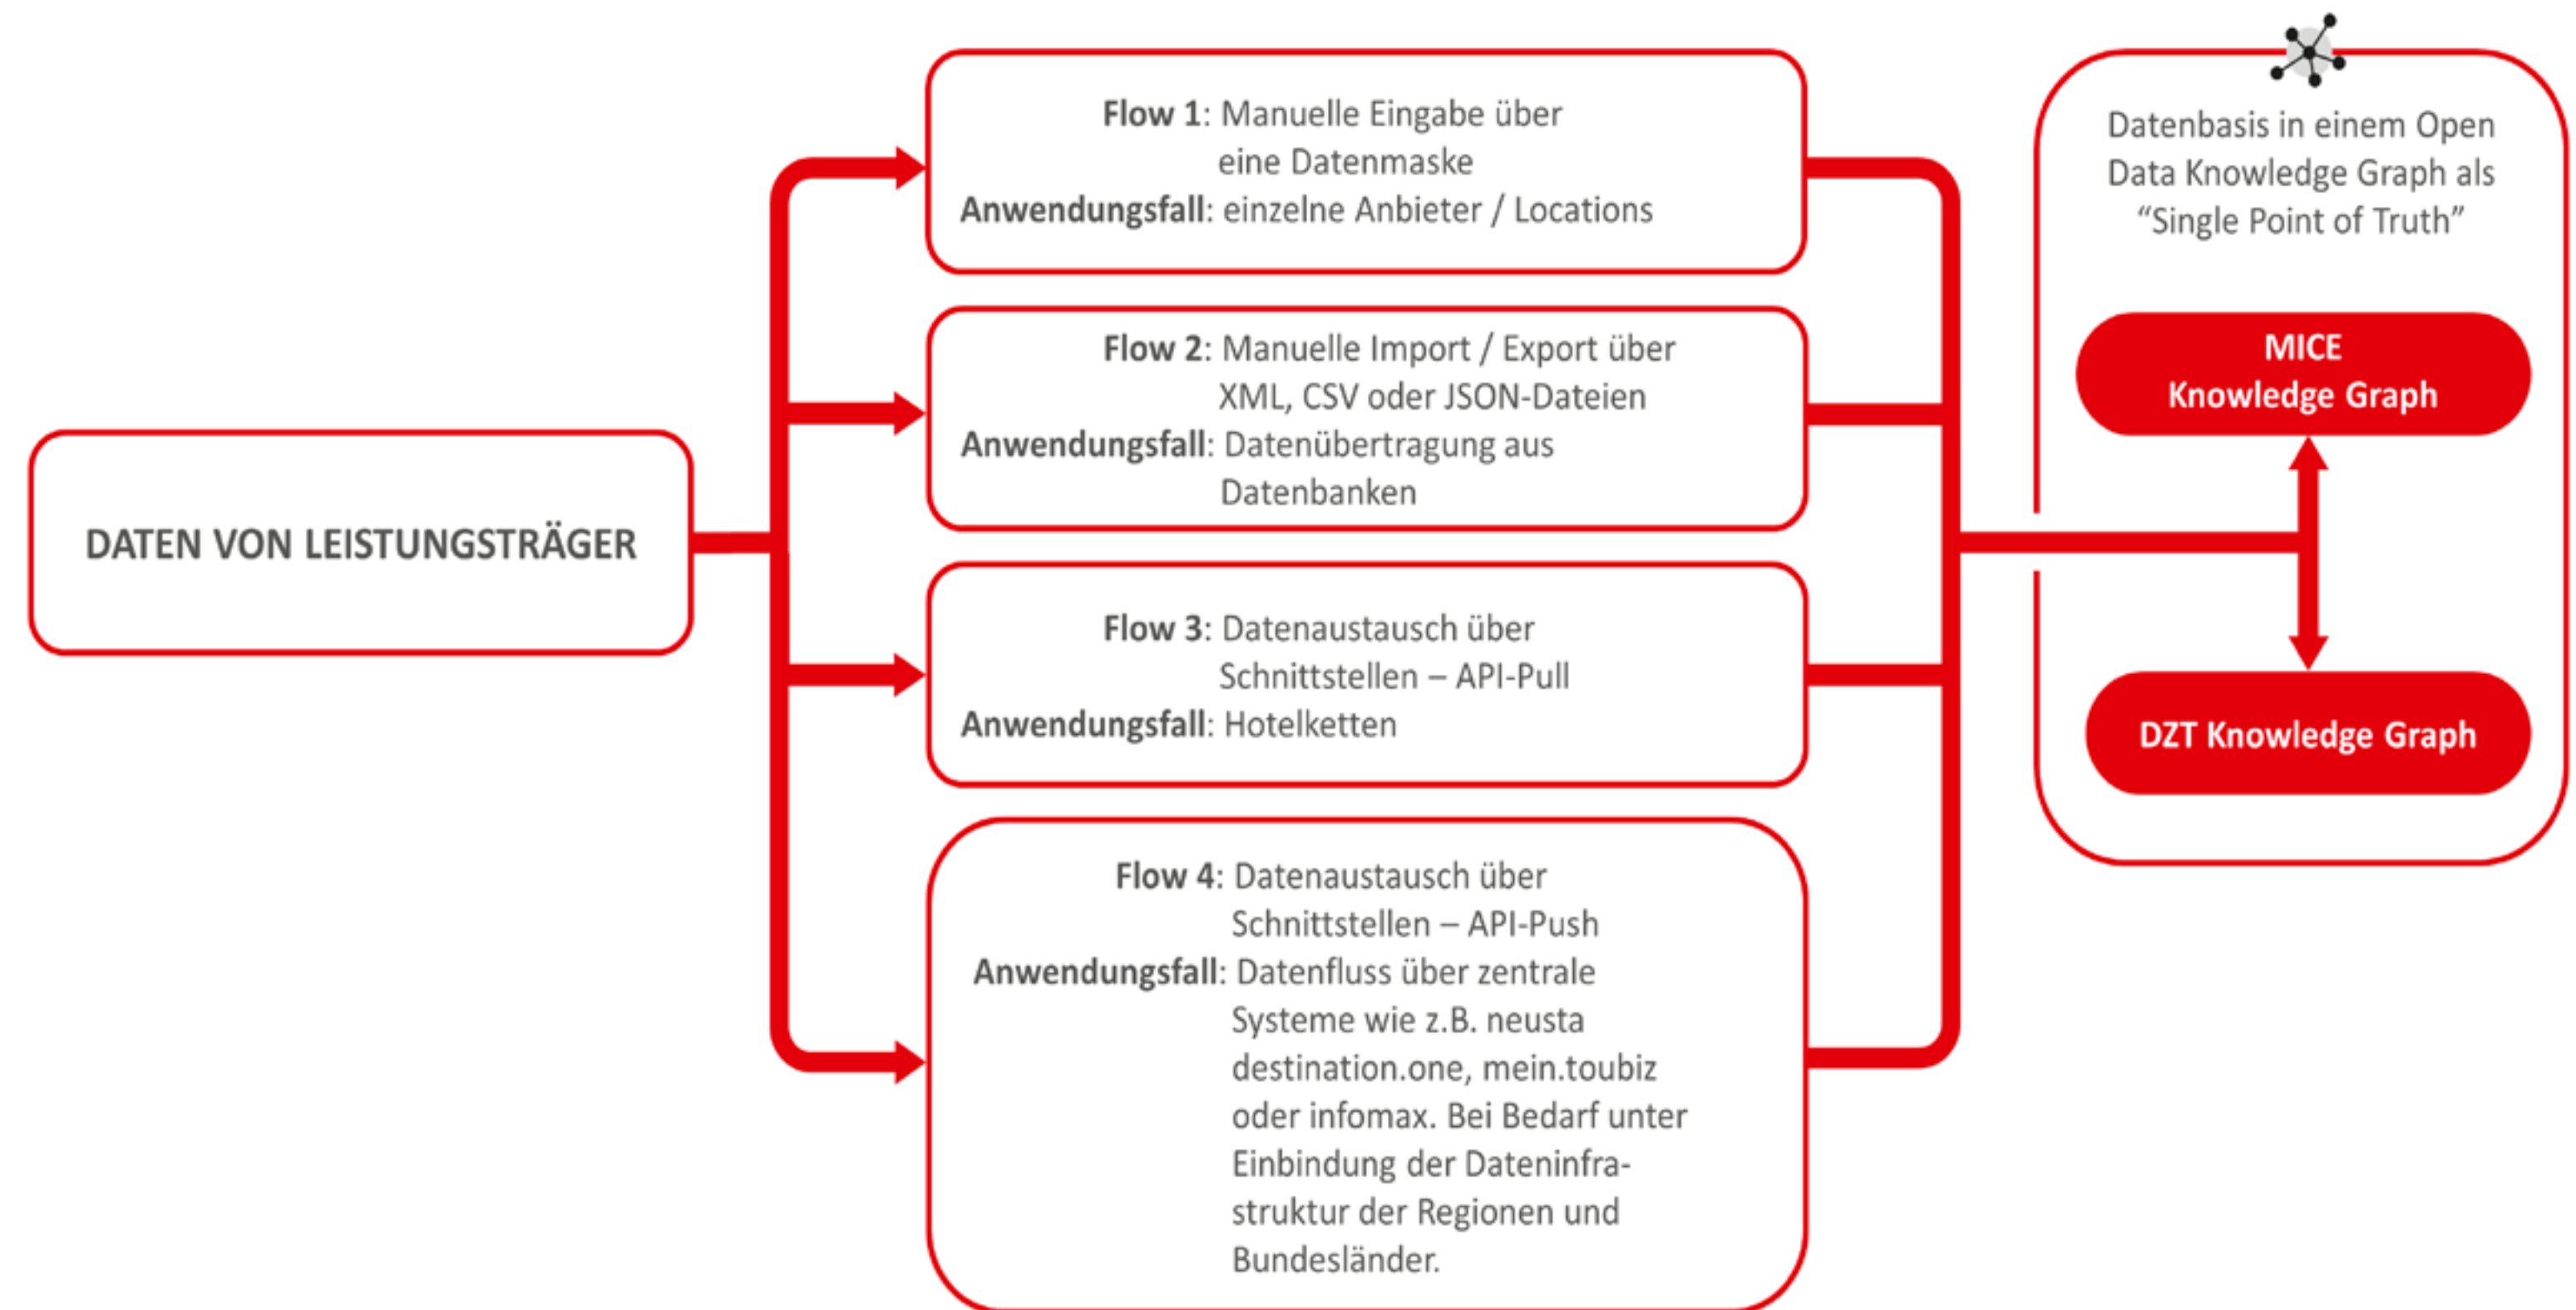 DATEN VON LEISTUNGSTRÄGER
Flow 1: Manuelle Eingabe über
eine Datenmaske
Anwendungsfall: einzelne Anbieter / Locations
Flow 2: Manuelle Import / Export über
XML, CSV oder JSON-Dateien
Anwendungsfall: Datenübertragung aus
Datenbanken
Flow 3: Datenaustausch über
Schnittstellen – API-Pull
Anwendungsfall: Hotelketten
Flow 4: Datenaustausch über
Schnittstellen – API-Push
Anwendungsfall: Datenfluss über zentrale
Systeme wie z.B. neusta
destination.one, mein.toubiz
oder infomax. Bei Bedarf unter
Einbindung der Dateninfra-
struktur der Regionen und
Bundesländer.
Datenbasis in einem Open
Data Knowledge Graph als
“Single Point of Truth”
MICE
Knowledge Graph
DZT Knowledge Graph